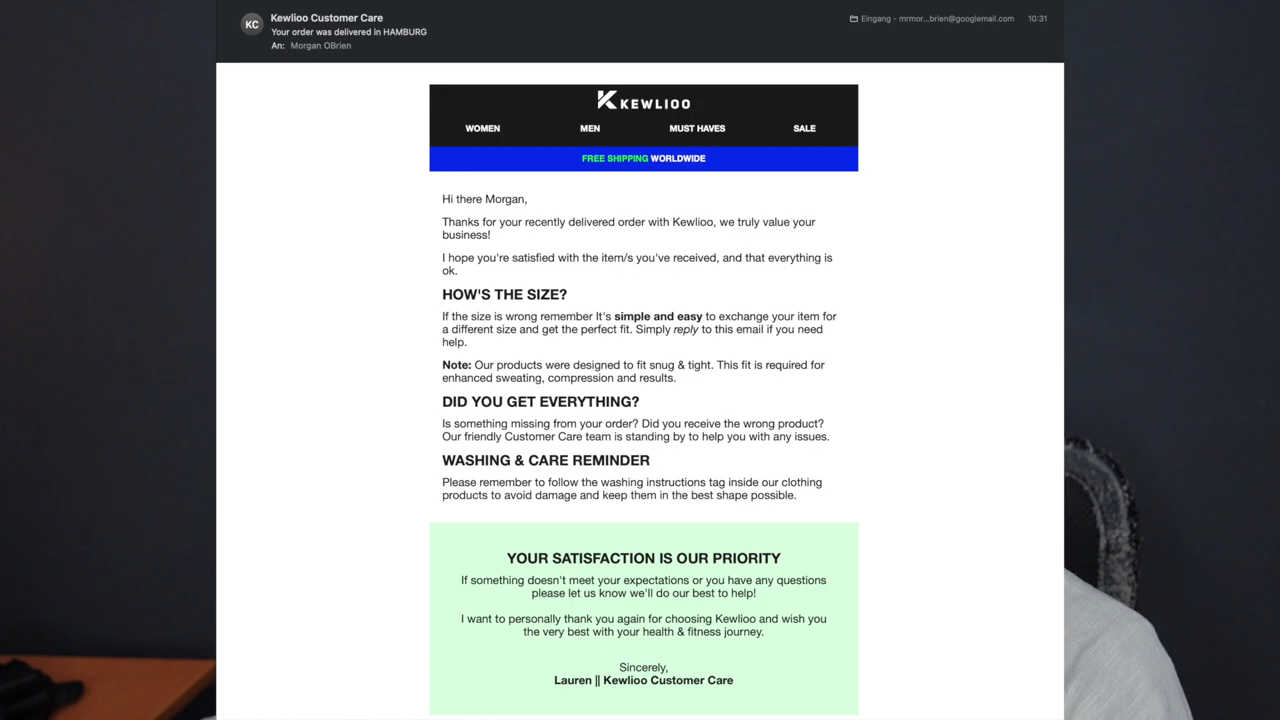 KC
Kewlioo Customer Care
Eingang - mrmor...brien@googlemail.com
10:31
Your order was delivered in HAMBURG
An: Morgan OBrien
KEWLIOO
WOMEN MEN MUST HAVES SALE
FREE SHIPPING WORLDWIDE
Hi there Morgan,
Thanks for your recently delivered order with Kewlioo, we truly value your
business!
I hope you're satisfied with the item/s you've received, and that everything is
ok.
HOW'S THE SIZE?
If the size is wrong remember It's simple and easy to exchange your item for
a different size and get the perfect fit. Simply reply to this email if you need
help.
Note: Our products were designed to fit snug & tight. This fit is required for
enhanced sweating, compression and results.
DID YOU GET EVERYTHING?
Is something missing from your order? Did you receive the wrong product?
Our friendly Customer Care team is standing by to help you with any issues.
WASHING & CARE REMINDER
Please remember to follow the washing instructions tag inside our clothing
products to avoid damage and keep them in the best shape possible.
YOUR SATISFACTION IS OUR PRIORITY
If something doesn't meet your expectations or you have any questions
please let us know we'll do our best to help!
I want to personally thank you again for choosing Kewlioo and wish you
the very best with your health & fitness journey.
Sincerely,
Lauren || Kewlioo Customer Care